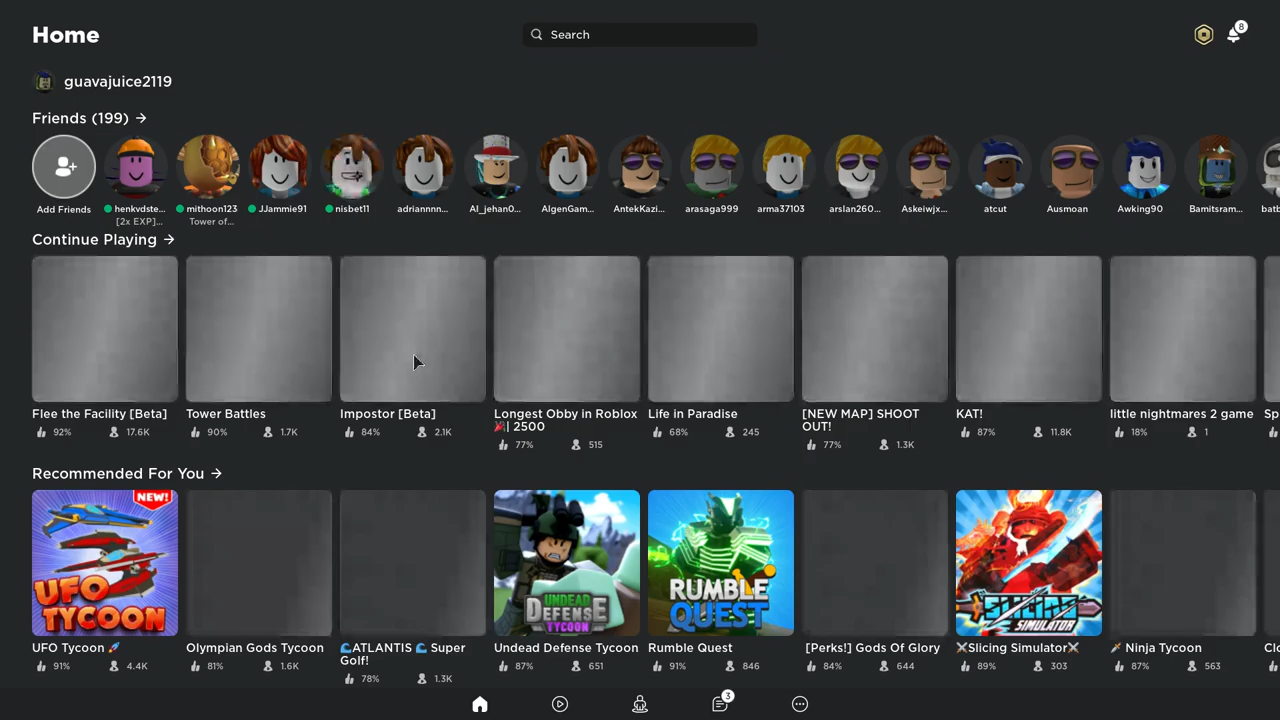 Home
Search
8
guavajuice2119
Friends (199) →
Add Friends
henkvdste...
[2x EXP]...
mithoon123
Tower of...
JJammie91
nisbet11
adriannnn...
Al_jehan0...
AlgenGam...
AntekKazi...
arasaga999
arma37103
arslan260...
Askeiwjx...
atcut
Ausmoan
Awking90
Bamitsram...
batb
Continue Playing →
Flee the Facility [Beta]
92% 17.6K
Tower Battles
90% 1.7K
Impostor [Beta]
84% 2.1K
Longest Obby in Roblox
🎉| 2500
77% 515
Life in Paradise
68% 245
[NEW MAP] SHOOT
OUT!
77% 1.3K
KAT!
87% 11.8K
little nightmares 2 game
18% 1
Sp
Recommended For You →
NEW!
UFO
TYCOON
UFO Tycoon 🚀
91% 4.4K
Olympian Gods Tycoon
81% 1.6K
🌊ATLANTIS 🌊 Super
Golf!
78% 1.3K
UNDEAD
DEFENSE
TYCOON
Undead Defense Tycoon
87% 651
RUMBLE
QUEST
Rumble Quest
91% 846
[Perks!] Gods Of Glory
84% 644
SLICING
SIMULATOR
⚔️Slicing Simulator⚔️
89% 303
🗡️ Ninja Tycoon
87% 563
Clo
3